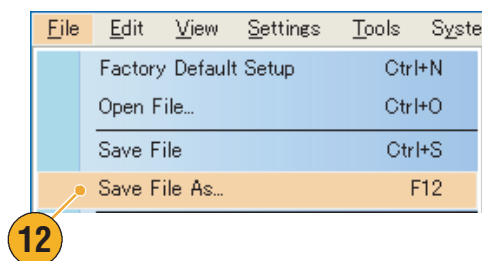 File Edit View Settings Tools Syste
Factory Default Setup Ctrl+N
Open File... Ctrl+O
Save File Ctrl+S
Save File As... F12
12